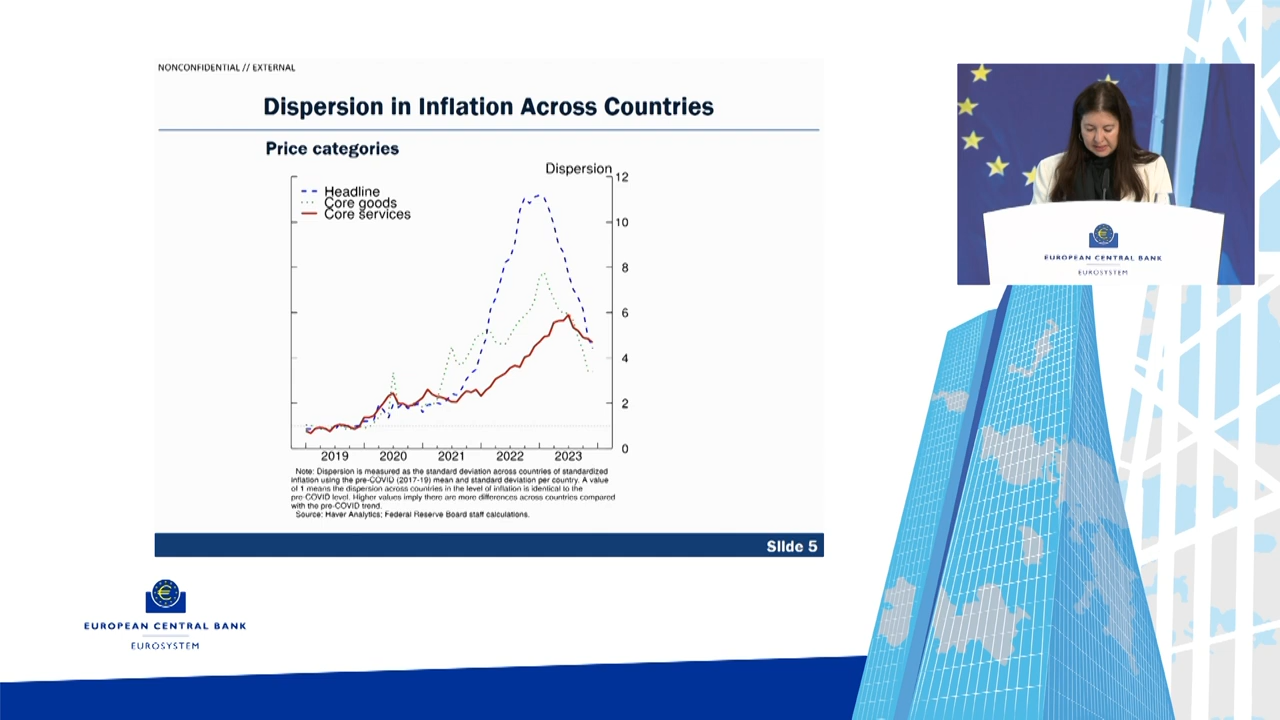 NONCONFIDENTIAL // EXTERNAL
Dispersion in Inflation Across Countries
Price categories
Dispersion
Headline
Core goods
Core services
12
10
8
6
4
2
0
2019 2020 2021 2022 2023
Note: Dispersion is measured as the standard deviation across countries of standardized
inflation using the pre-COVID (2017-19) mean and standard deviation per country. A value
of 1 means the dispersion across countries in the level of inflation is identical to the
pre-COVID level. Higher values imply there are more differences across countries compared
with the pre-COVID trend.
Source: Haver Analytics; Federal Reserve Board staff calculations.
Slide 5
EUROPEAN CENTRAL BANK
EUROSYSTEM
EUROPEAN CENTRAL BANK
EUROSYSTEM